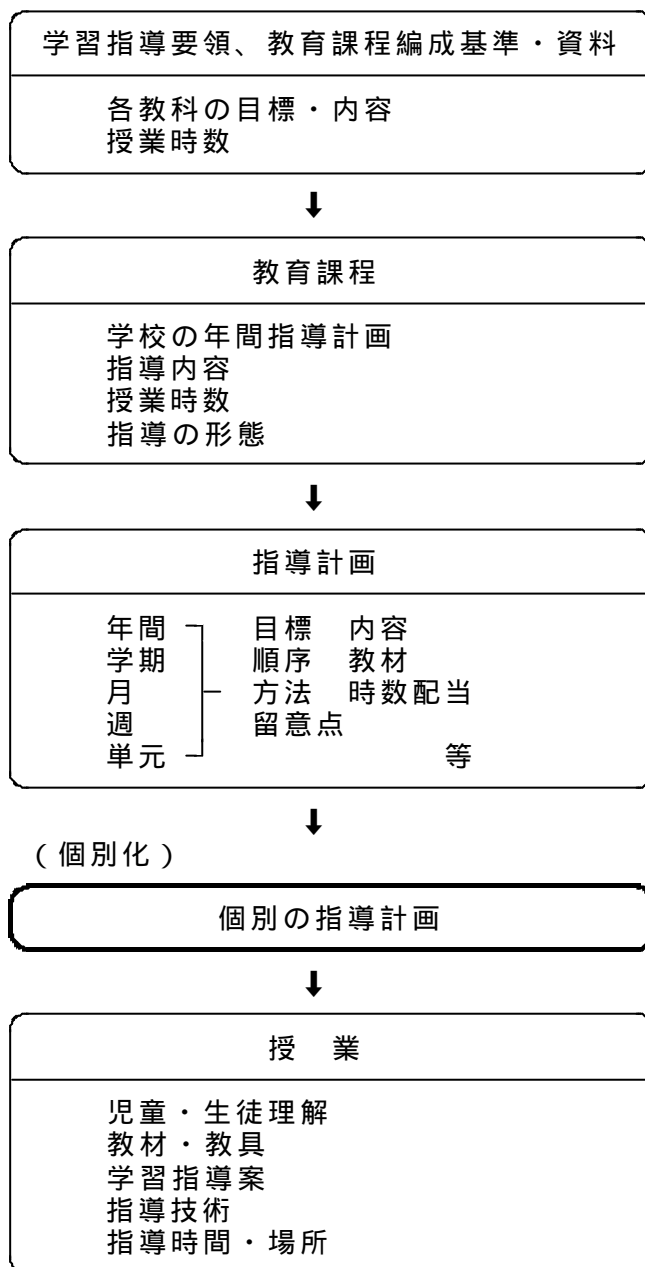 学習指導要領、教育課程編成基準・資料
各教科の目標・内容
授業時数
教育課程
学校の年間指導計画
指導内容
授業時数
指導の形態
指導計画
年間 目標 内容
学期 順序 教材
月 方法 時数配当
週 留意点
単元 等
(個別化)
個別の指導計画
授 業
児童・生徒理解
教材・教具
学習指導案
指導技術
指導時間・場所